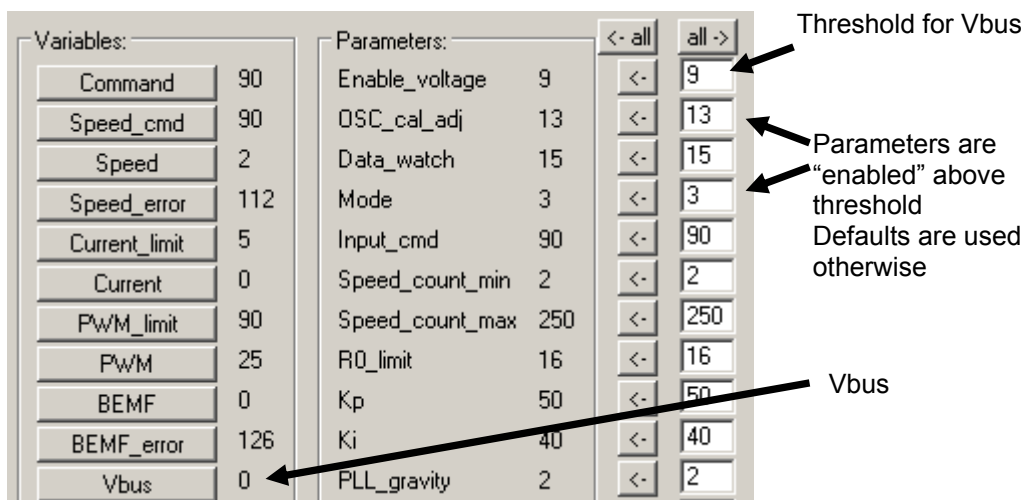 Variables: Parameters: <- all all -> Threshold for Vbus
Command 90 Enable_voltage 9 <- 9
Speed_cmd 90 OSC_cal_adj 13 <- 13
Speed 2 Data_watch 15 <- 15
Speed_error 112 Mode 3 <- 3
Current_limit 5 Input_cmd 90 <- 90
Current 0 Speed_count_min 2 <- 2
PWM_limit 90 Speed_count_max 250 <- 250
PWM 25 R0_limit 16 <- 16
BEMF 0 Kp 50 <- 50
BEMF_error 126 Ki 40 <- 40
Vbus 0 PLL_gravity 2 <- 2
Parameters are
“enabled” above
threshold
Defaults are used
otherwise
Vbus